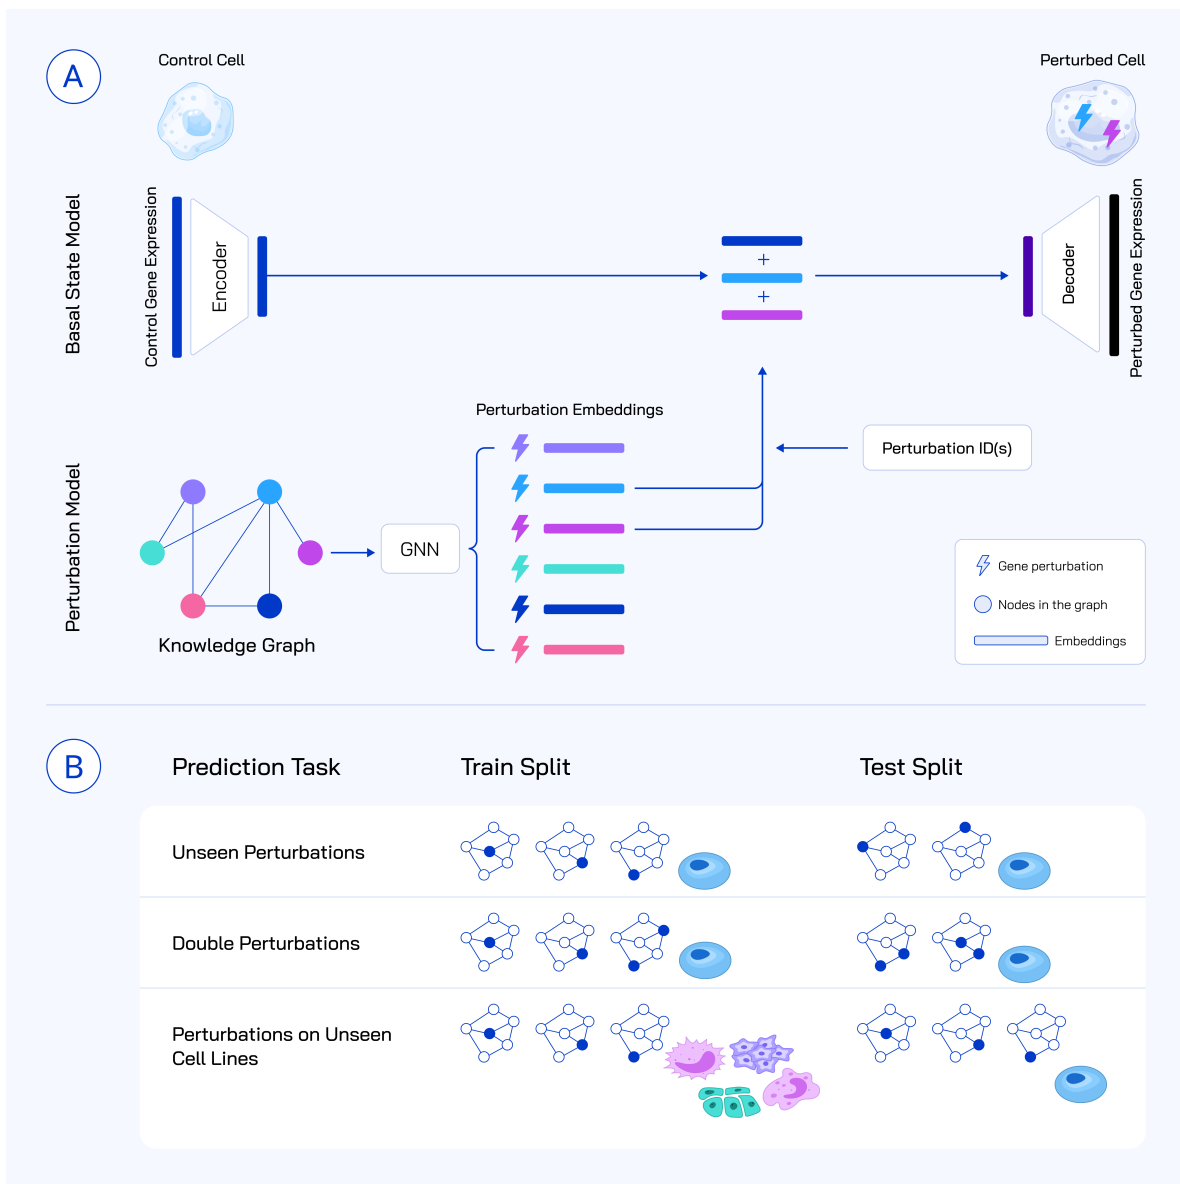 A
Control Cell
Perturbed Cell
Basal State Model
Control Gene Expression
Encoder
+
+
Decoder
Perturbed Gene Expression
Perturbation Model
Perturbation Embeddings
Perturbation ID(s)
GNN
Knowledge Graph
Gene perturbation
Nodes in the graph
Embeddings
B
Prediction Task
Train Split
Test Split
Unseen Perturbations
Double Perturbations
Perturbations on Unseen
Cell Lines